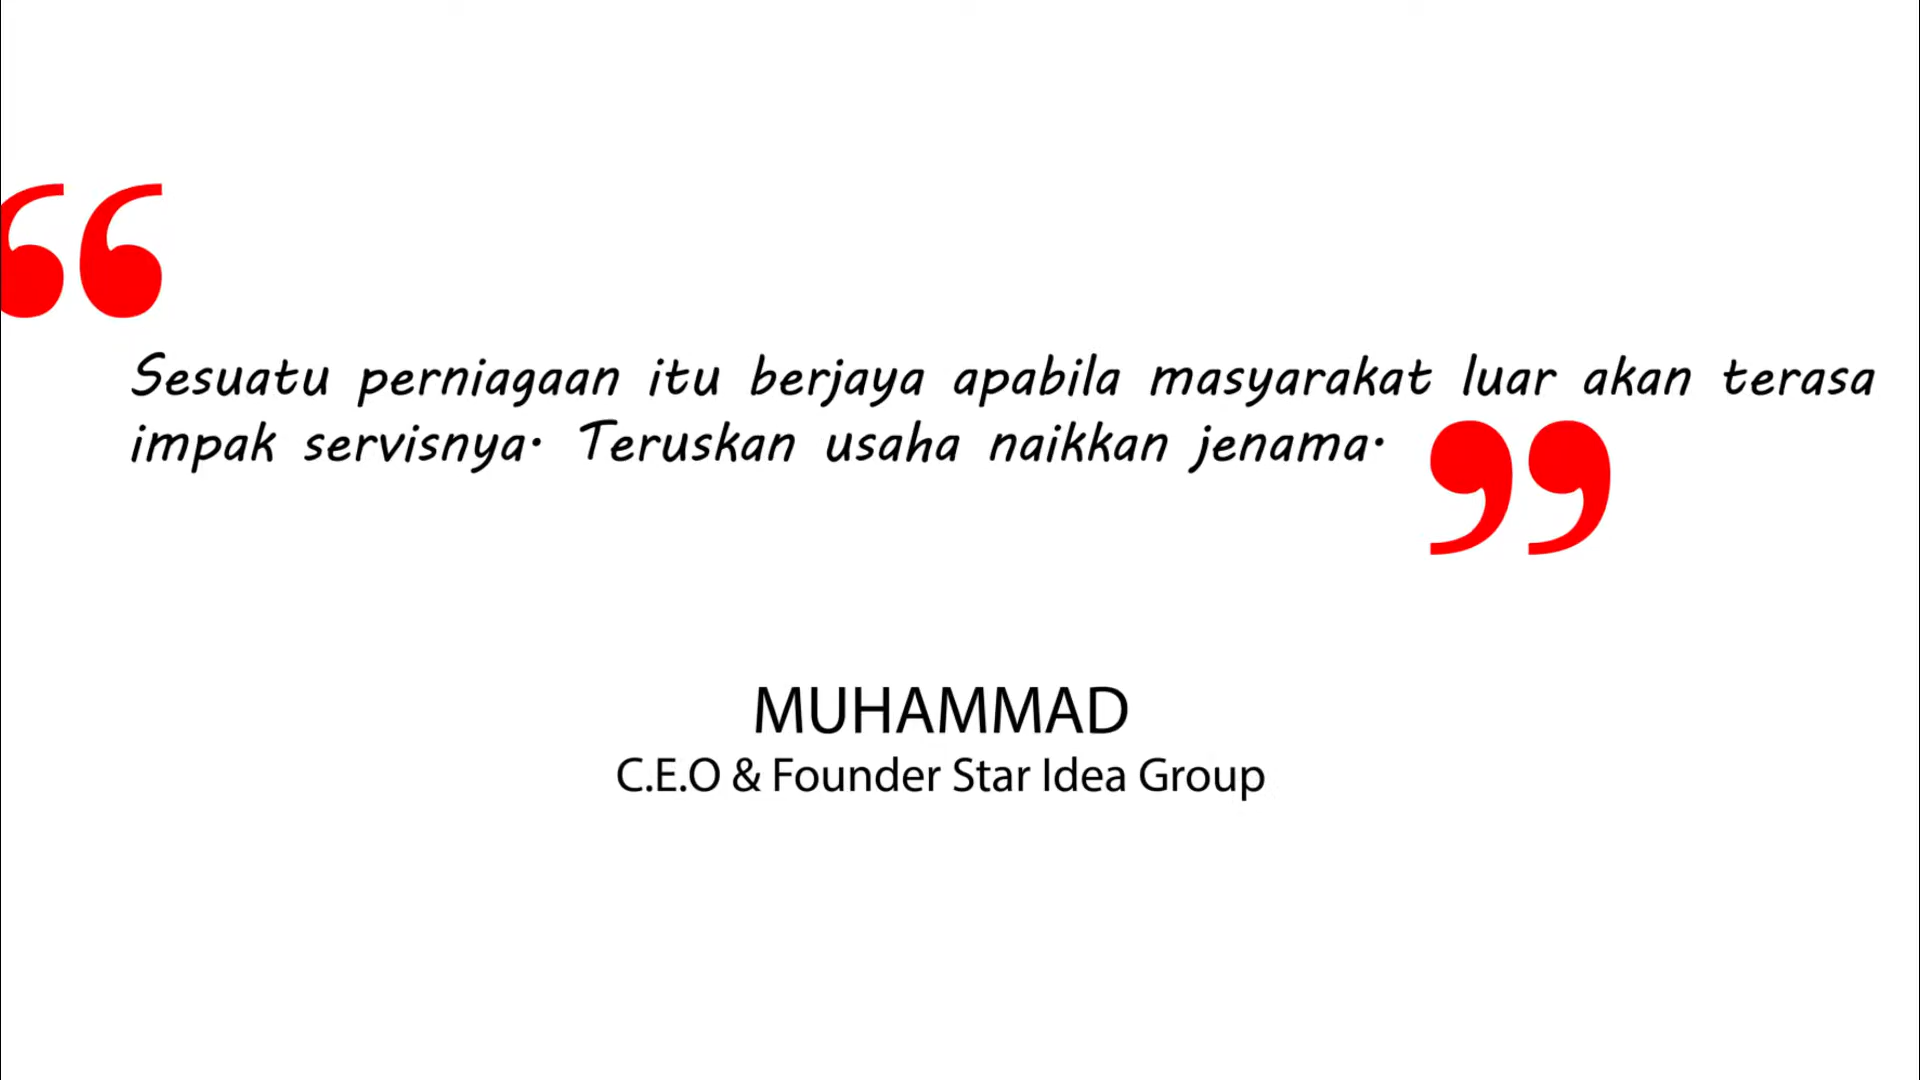 “
Sesuatu perniagaan itu berjaya apabila masyarakat luar akan terasa
impak servisnya. Teruskan usaha naikkan jenama. ”
MUHAMMAD
C.E.O & Founder Star Idea Group